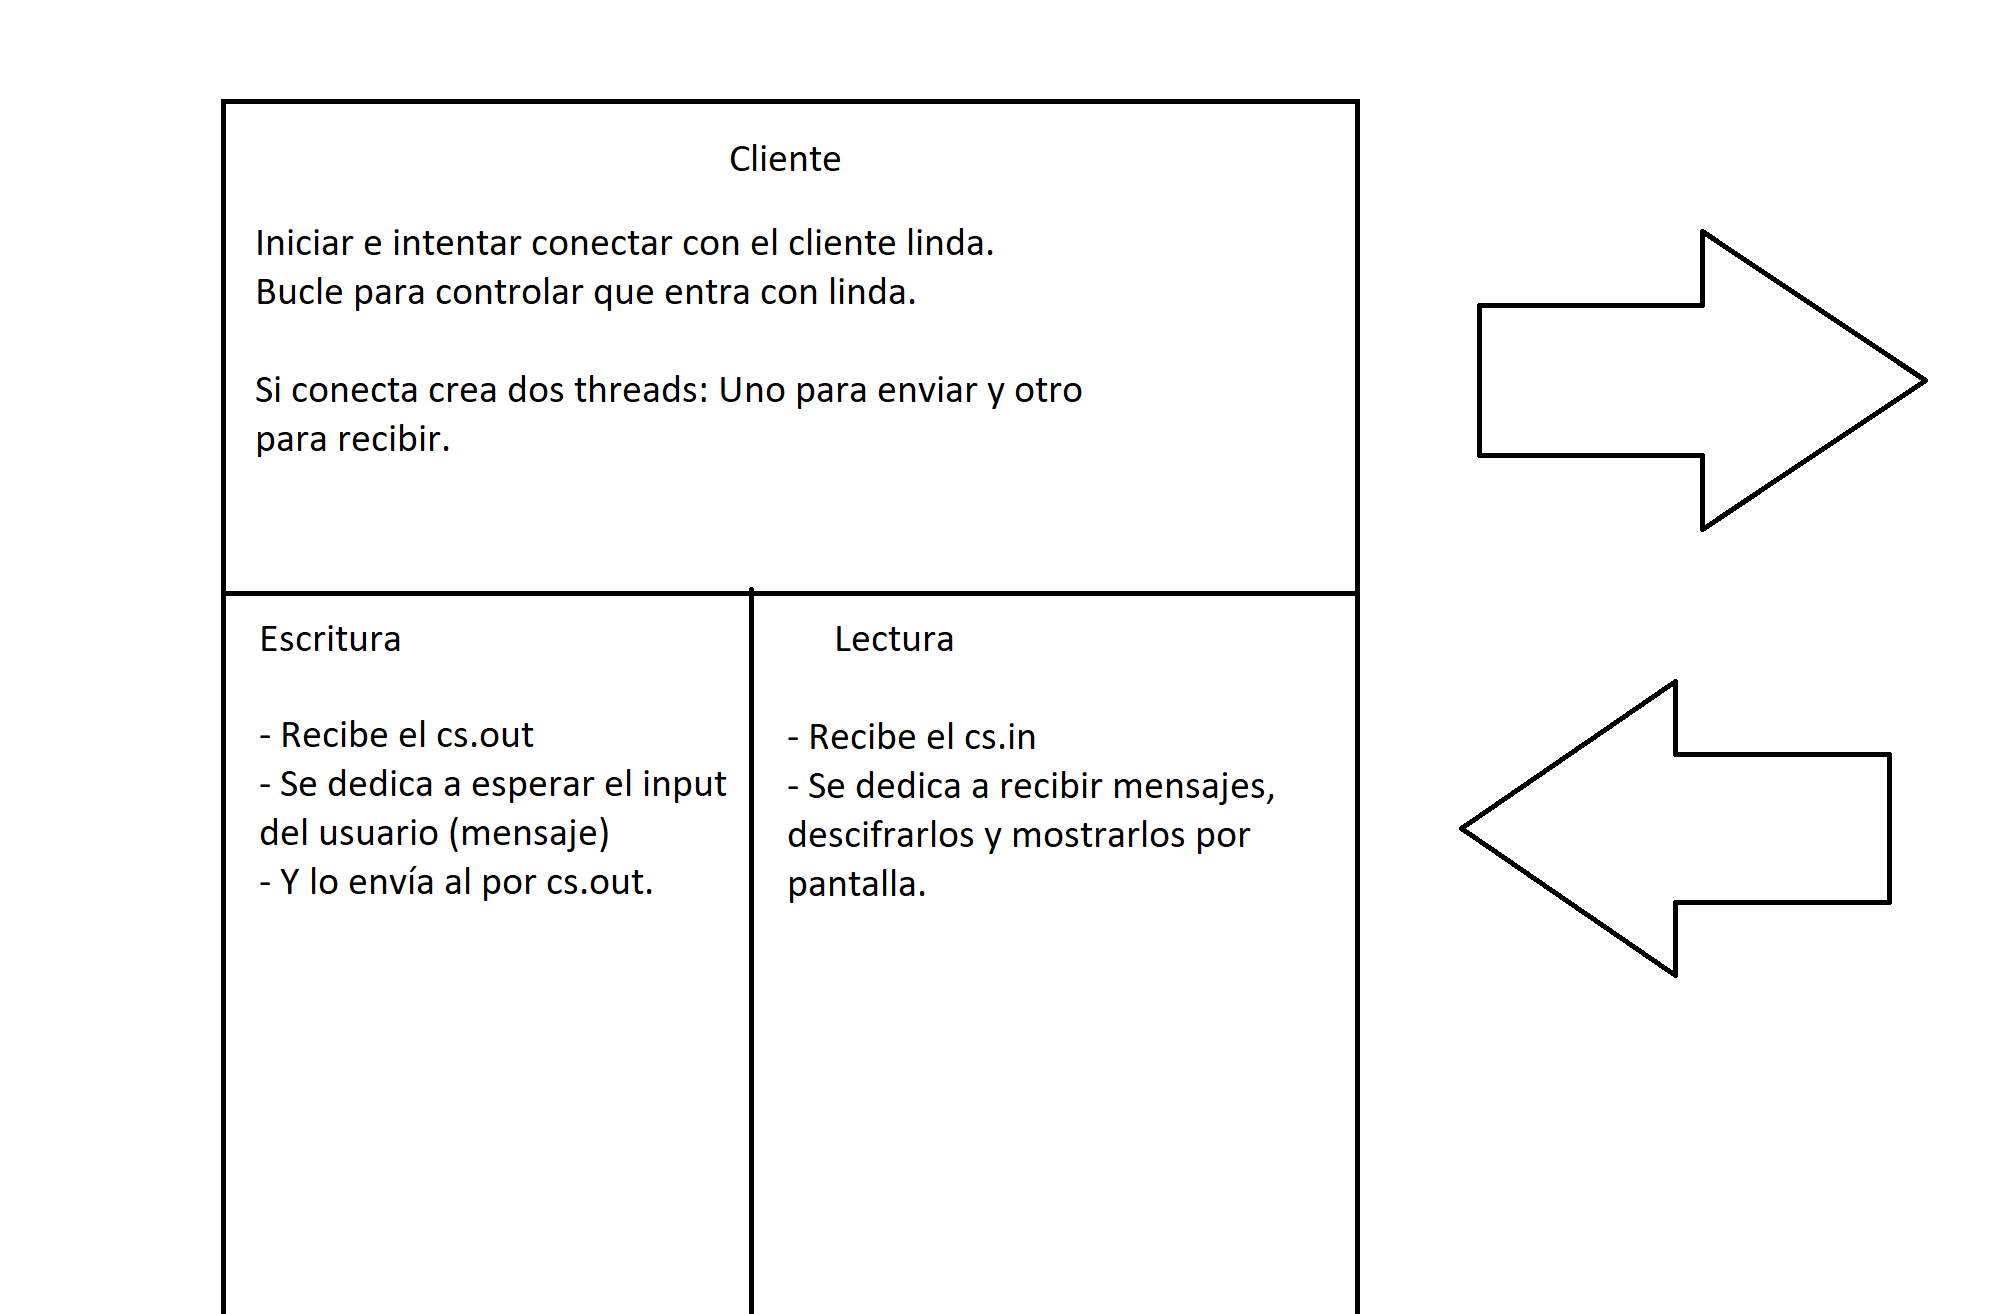 Cliente
Iniciar e intentar conectar con el cliente linda.
Bucle para controlar que entra con linda.
Si conecta crea dos threads: Uno para enviar y otro
para recibir.
Escritura
- Recibe el cs.out
- Se dedica a esperar el input
del usuario (mensaje)
- Y lo envía al por cs.out.
Lectura
- Recibe el cs.in
- Se dedica a recibir mensajes,
descifrarlos y mostrarlos por
pantalla.